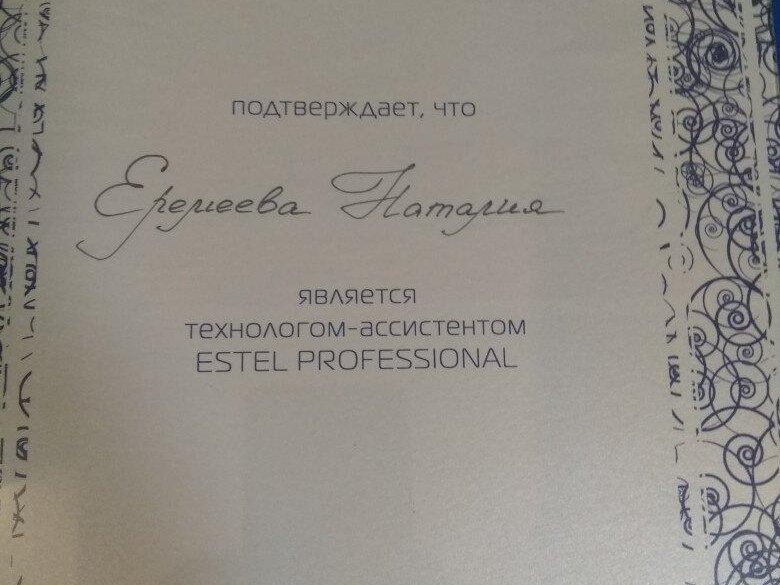 подтверждает, что
Еремеева Наталия
является
технологом-ассистентом
ESTEL PROFESSIONAL